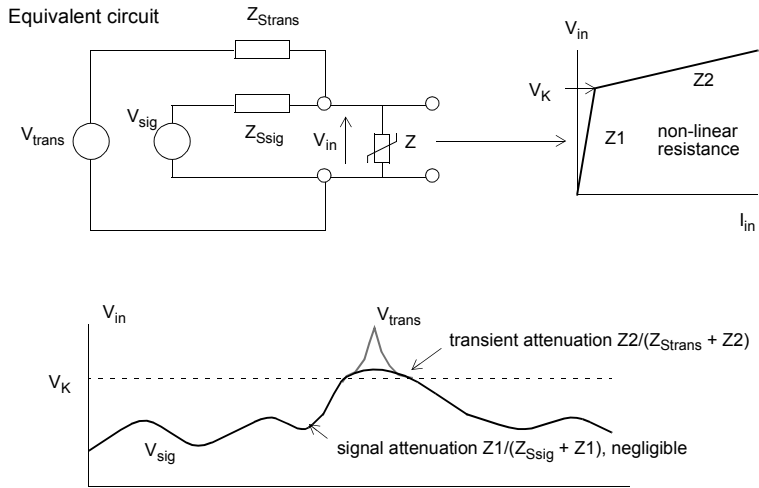 Equivalent circuit
Z_Strans
V_trans
V_sig
Z_Ssig
V_in
Z
V_in
V_K
Z1
Z2
non-linear
resistance
I_in
V_in
V_trans
transient attenuation Z2/(Z_Strans + Z2)
V_K
V_sig
signal attenuation Z1/(Z_Ssig + Z1), negligible